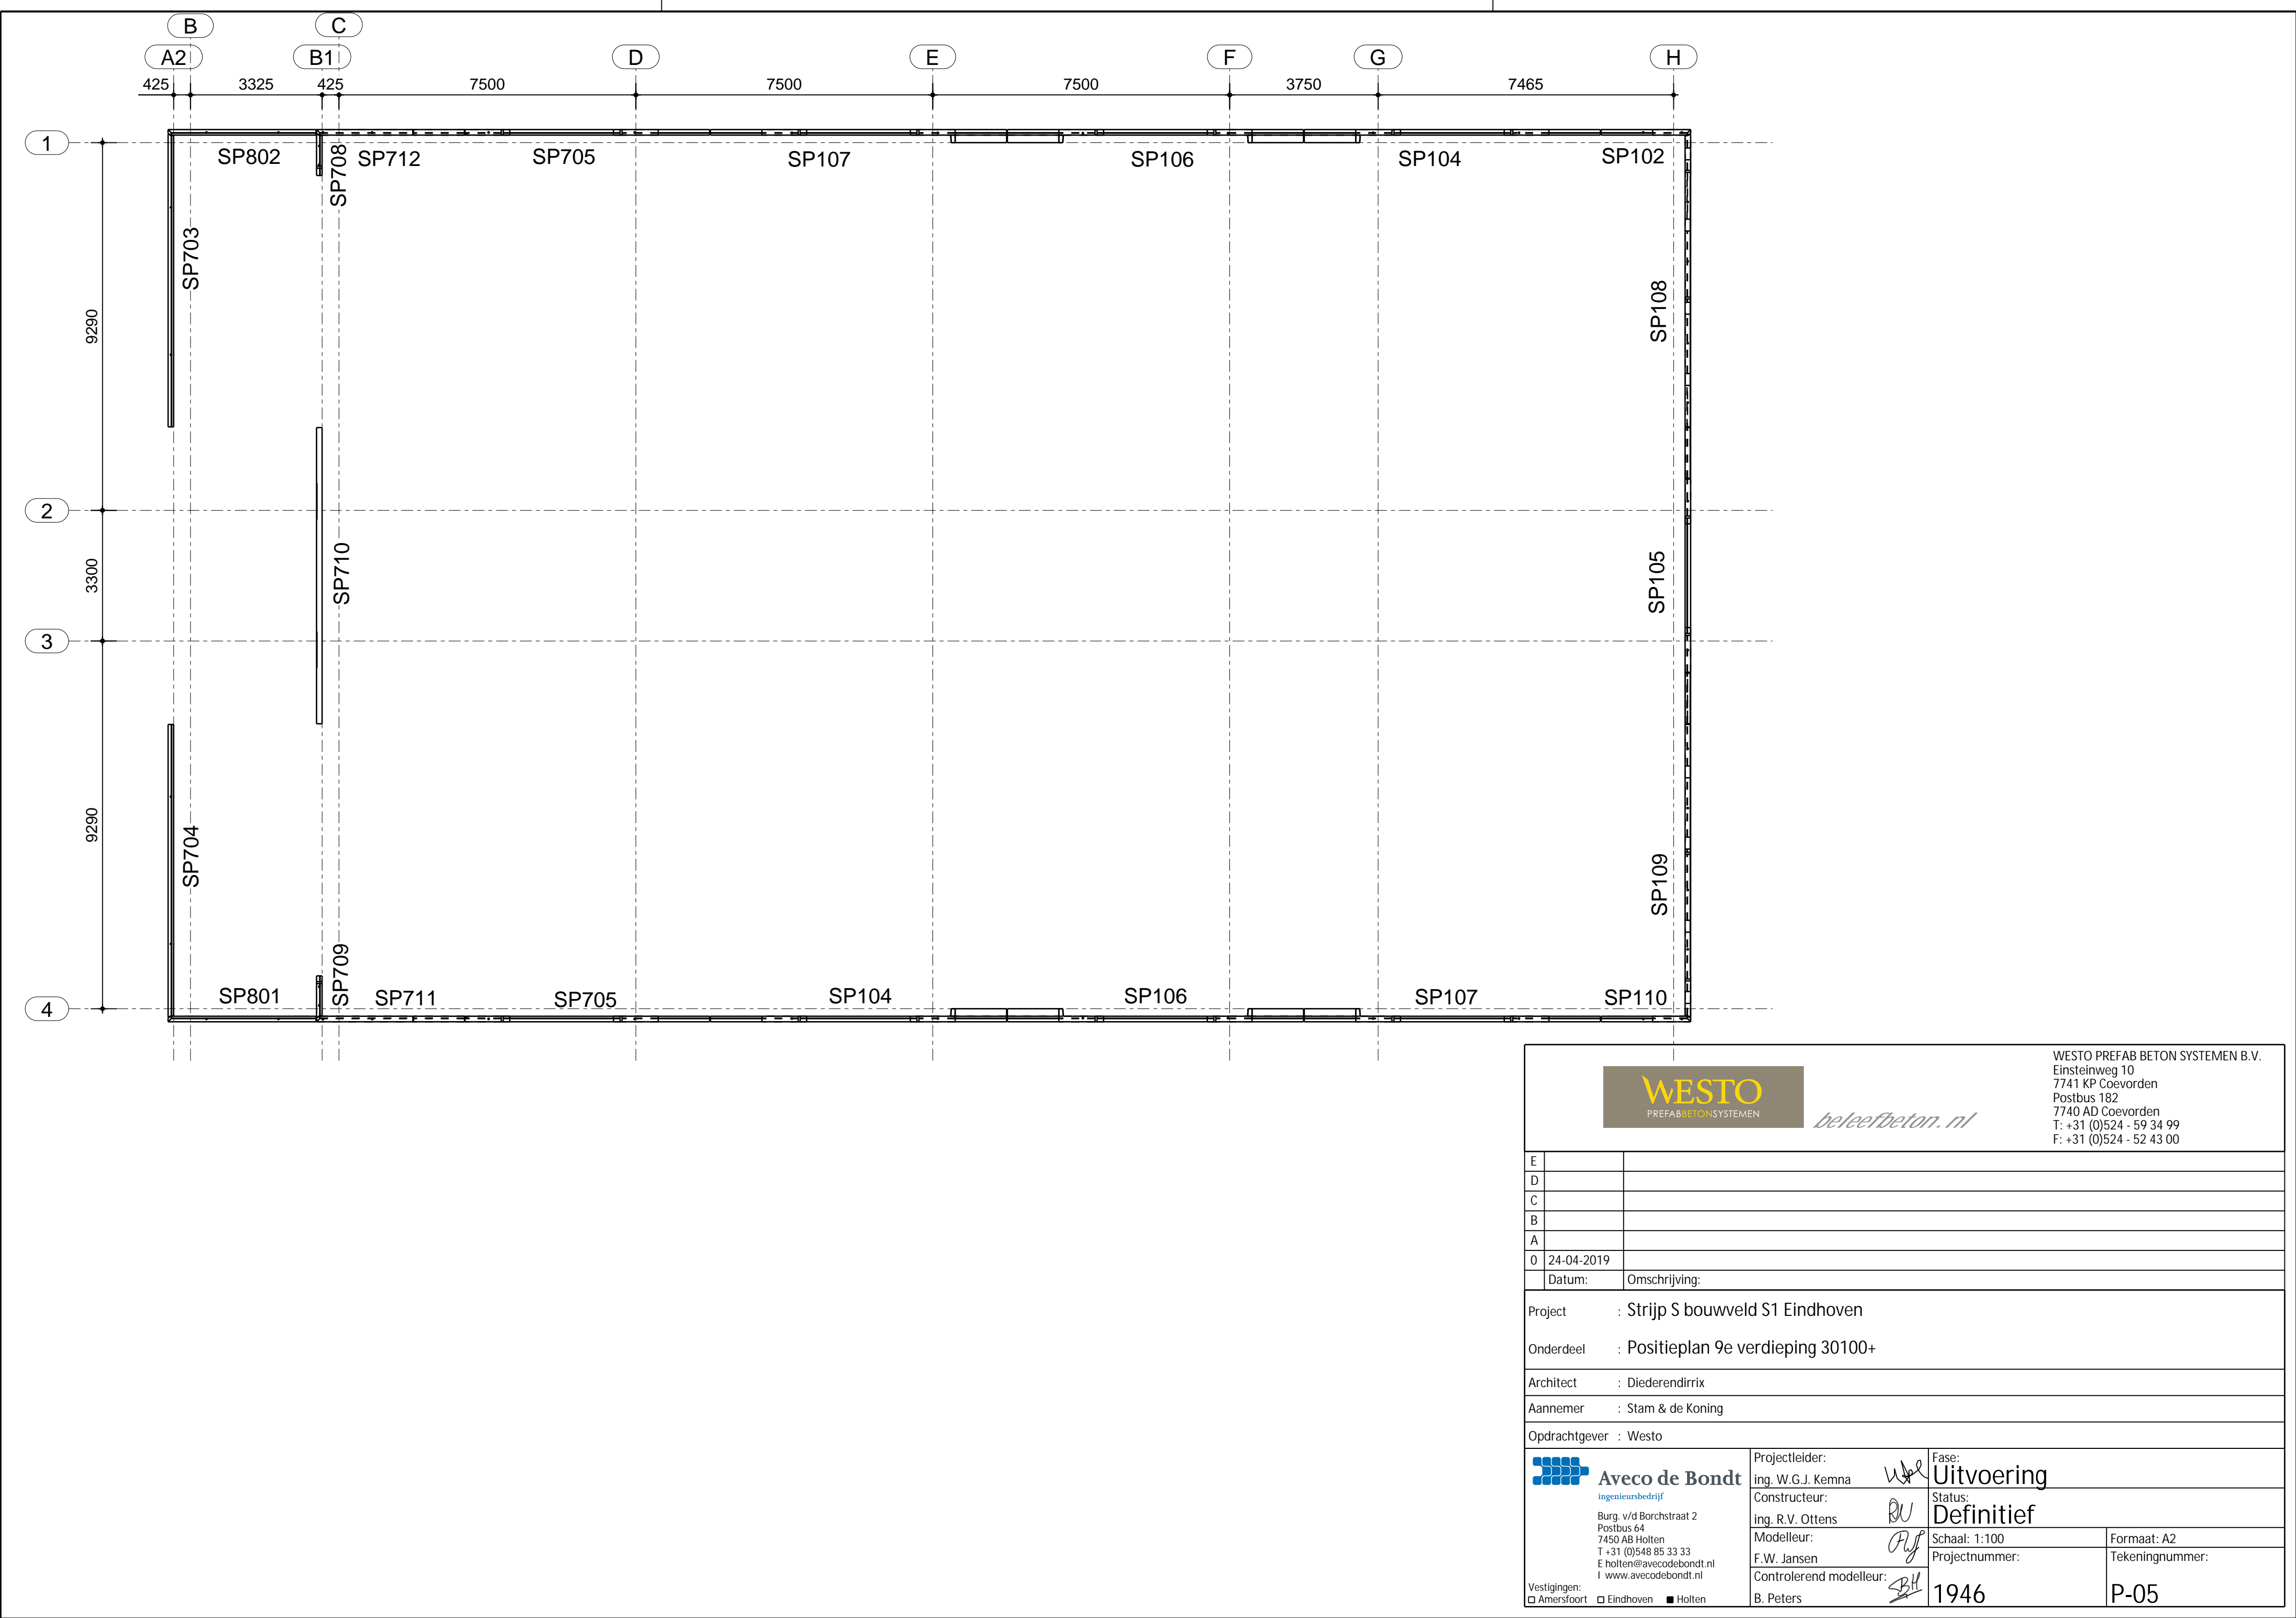 B C
A2 B1 D E F G H
425 3325 425 7500 7500 7500 3750 7465
1
SP802 SP708 SP712 SP705 SP107 SP106 SP104 SP102
SP703
SP108
9290
2
SP710
SP105
3300
3
9290
SP704
SP109
SP709
SP801 SP711 SP705 SP104 SP106 SP107 SP110
4
WESTO
PREFABBETONSYSTEMEN
beleefbeton.nl
WESTO PREFAB BETON SYSTEMEN B.V.
Einsteinweg 10
7741 KP Coevorden
Postbus 182
7740 AD Coevorden
T: +31 (0)524 - 59 34 99
F: +31 (0)524 - 52 43 00
E
D
C
B
A
0 24-04-2019
Datum: Omschrijving:
Project : Strijp S bouwveld S1 Eindhoven
Onderdeel : Positieplan 9e verdieping 30100+
Architect : Diederendirrix
Aannemer : Stam & de Koning
Opdrachtgever : Westo
Aveco de Bondt
ingenieursbedrijf
Burg. v/d Borchstraat 2
Postbus 64
7450 AB Holten
T +31 (0)548 85 33 33
E holten@avecodebondt.nl
I www.avecodebondt.nl
Vestigingen:
Amersfoort Eindhoven Holten
Projectleider:
ing. W.G.J. Kemna
Constructeur:
ing. R.V. Ottens
Modelleur:
F.W. Jansen
Controlerend modelleur:
B. Peters
Fase:
Uitvoering
Status:
Definitief
Schaal: 1:100 Formaat: A2
Projectnummer: Tekeningnummer:
1946 P-05